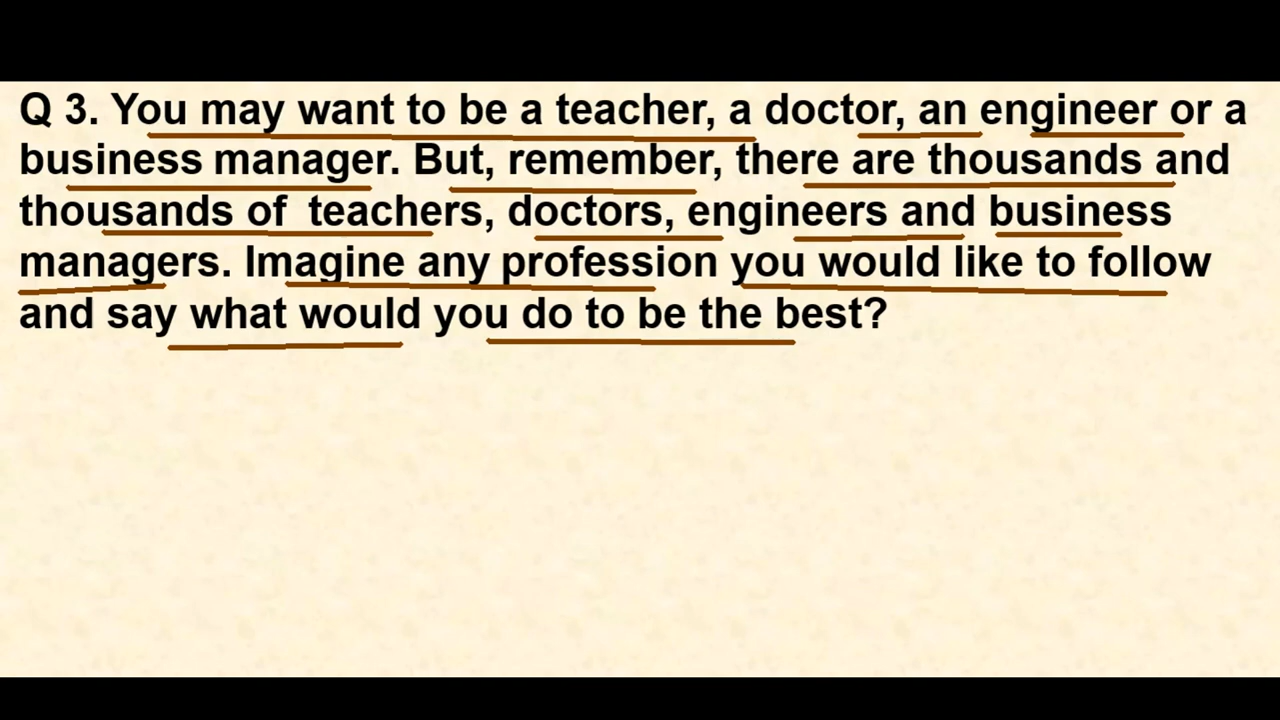 Q 3. You may want to be a teacher, a doctor, an engineer or a
business manager. But, remember, there are thousands and
thousands of teachers, doctors, engineers and business
managers. Imagine any profession you would like to follow
and say what would you do to be the best?